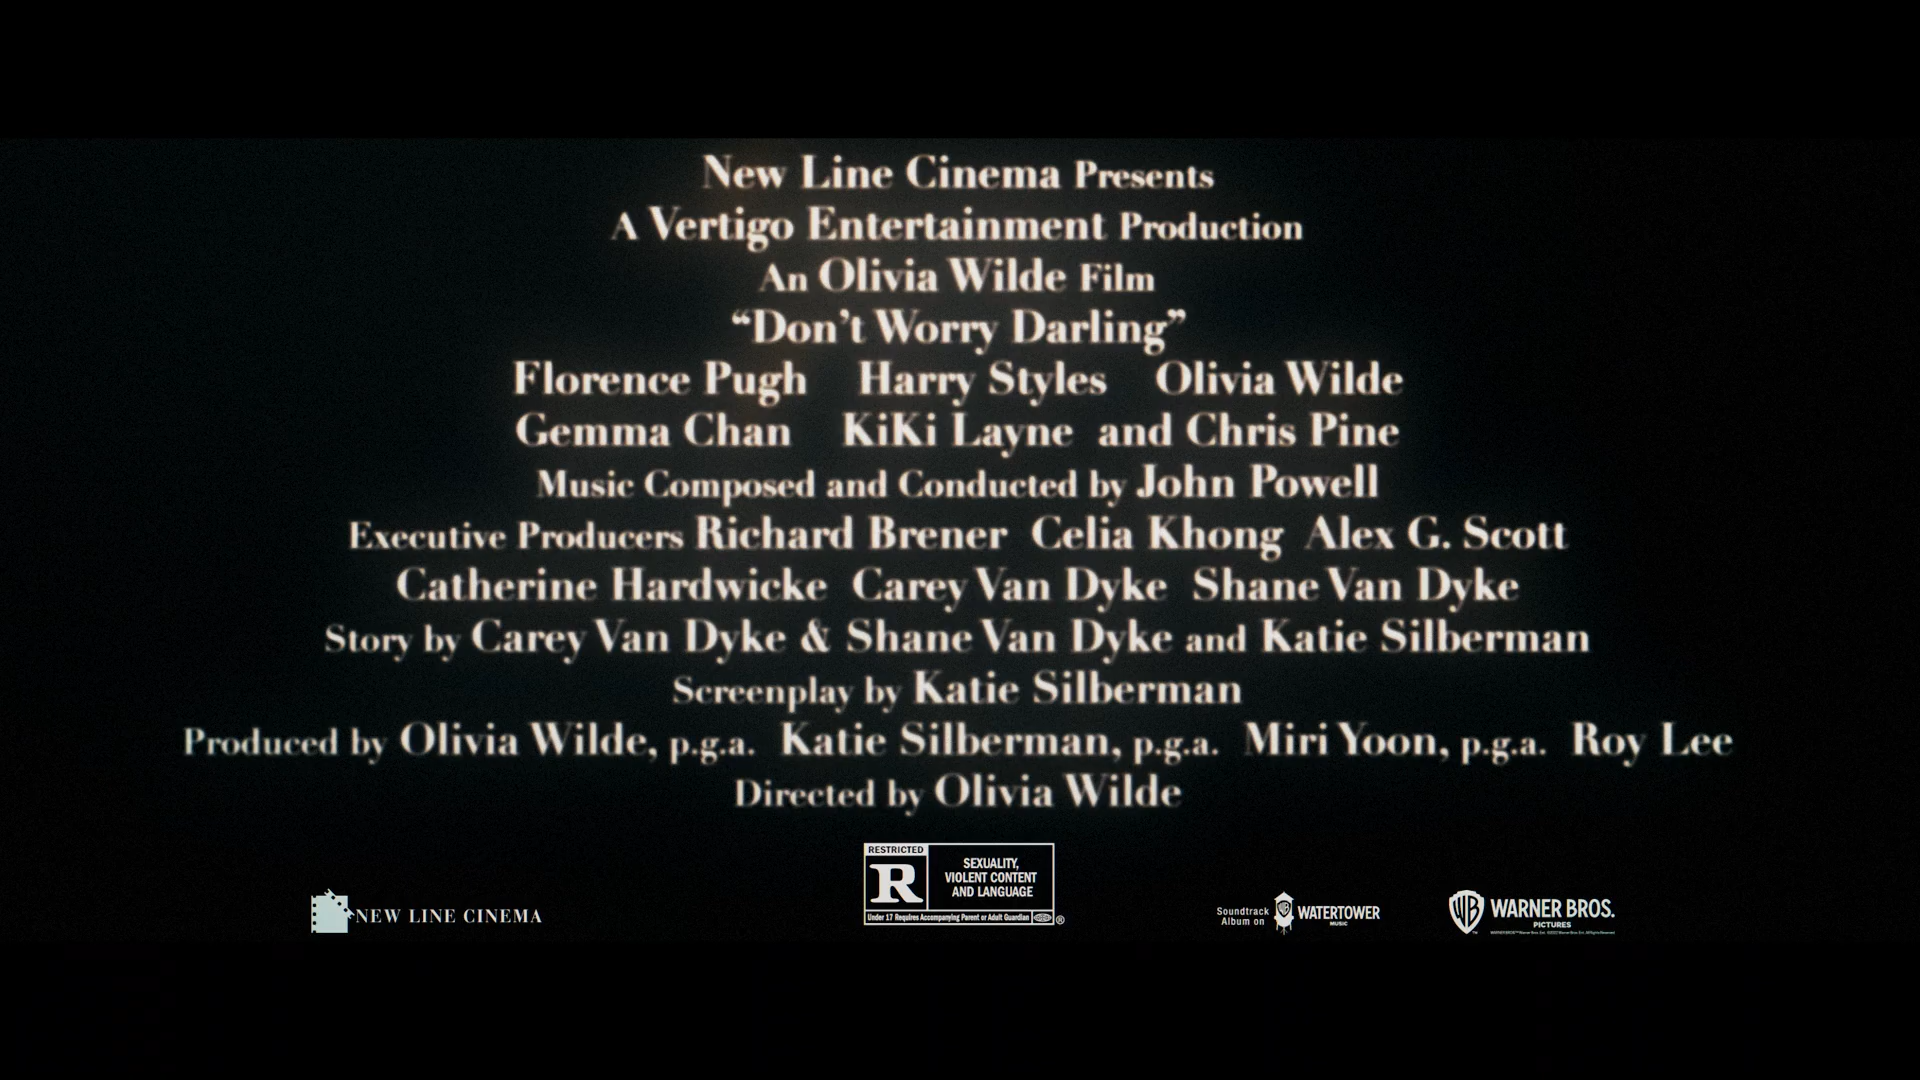 New Line Cinema Presents
A Vertigo Entertainment Production
An Olivia Wilde Film
“Don’t Worry Darling”
Florence Pugh Harry Styles Olivia Wilde
Gemma Chan KiKi Layne and Chris Pine
Music Composed and Conducted by John Powell
Executive Producers Richard Brener Celia Khong Alex G. Scott
Catherine Hardwicke Carey Van Dyke Shane Van Dyke
Story by Carey Van Dyke & Shane Van Dyke and Katie Silberman
Screenplay by Katie Silberman
Produced by Olivia Wilde, p.g.a. Katie Silberman, p.g.a. Miri Yoon, p.g.a. Roy Lee
Directed by Olivia Wilde
NEW LINE CINEMA
RESTRICTED
R
SEXUALITY,
VIOLENT CONTENT
AND LANGUAGE
Under 17 Requires Accompanying Parent or Adult Guardian
®
Soundtrack
Album on
WATERTOWER
MUSIC
WB
WARNER BROS.
PICTURES